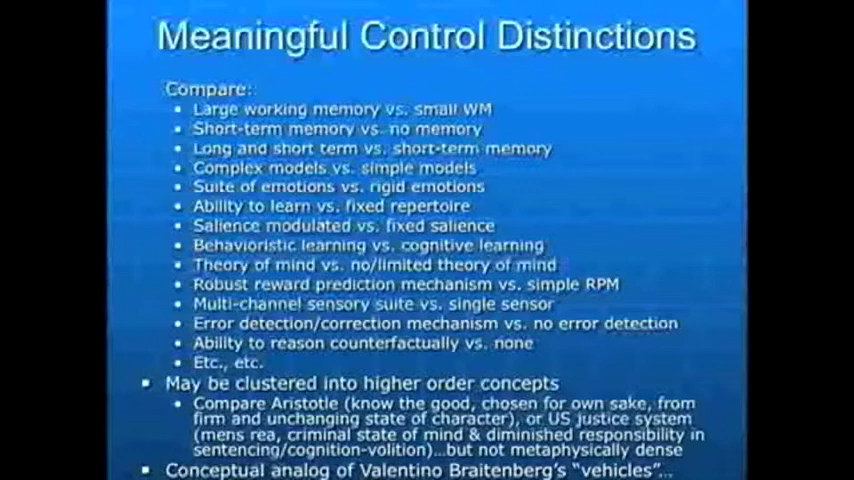 Meaningful Control Distinctions
Compare:
Large working memory vs. small WM
Short-term memory vs. no memory
Long and short term vs. short-term memory
Complex models vs. simple models
Suite of emotions vs. rigid emotions
Ability to learn vs. fixed repertoire
Salience modulated vs. fixed salience
Behavioristic learning vs. cognitive learning
Theory of mind vs. no/limited theory of mind
Robust reward prediction mechanism vs. simple RPM
Multi-channel sensory suite vs. single sensor
Error detection/correction mechanism vs. no error detection
Ability to reason counterfactually vs. none
Etc., etc.
May be clustered into higher order concepts
Compare Aristotle (know the good, chosen for own sake, from
firm and unchanging state of character), or US justice system
(mens rea, criminal state of mind & diminished responsibility in
sentencing/cognition-volition)...but not metaphysically dense
Conceptual analog of Valentino Braitenberg's "vehicles"...